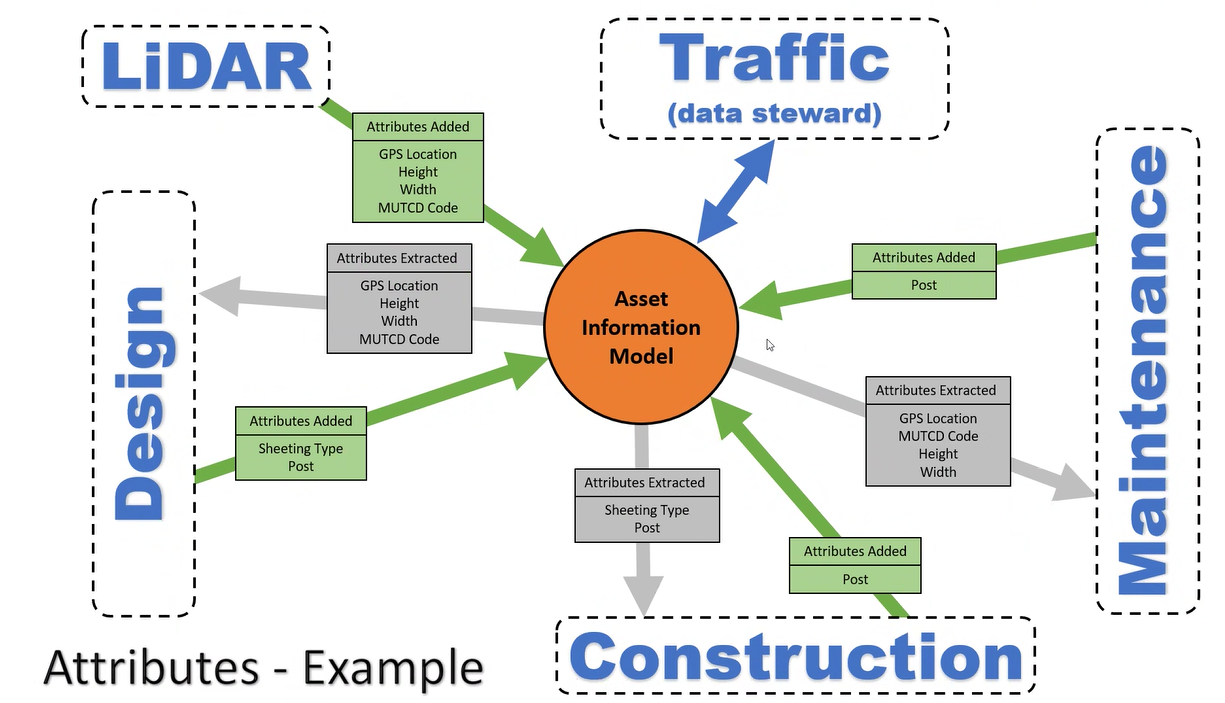 LiDAR
Traffic
(data steward)
Attributes Added
GPS Location
Height
Width
MUTCD Code
Design
Attributes Extracted
GPS Location
Height
Width
MUTCD Code
Attributes Added
Sheeting Type
Post
Asset
Information
Model
Attributes Added
Post
Maintenance
Attributes Extracted
GPS Location
MUTCD Code
Height
Width
Attributes Extracted
Sheeting Type
Post
Attributes Added
Post
Construction
Attributes - Example